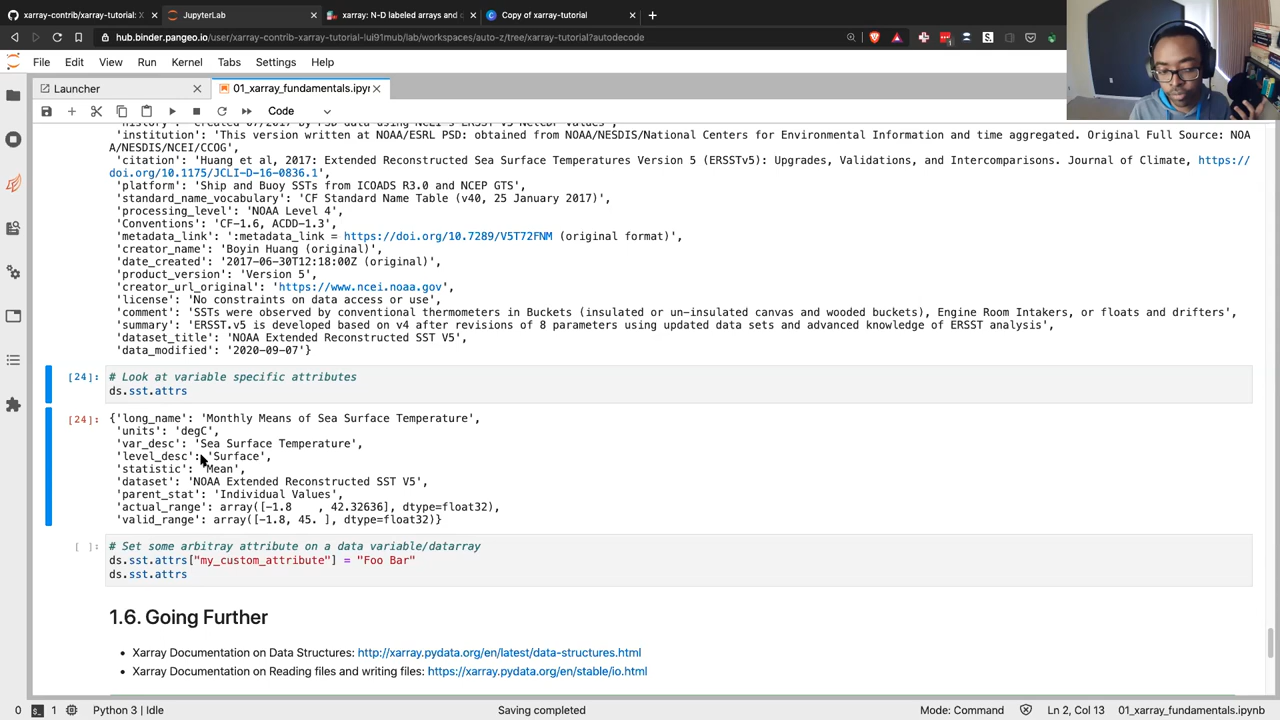 xarray-contrib/xarray-tutorial: X
JupyterLab
xarray: N-D labeled arrays and
Copy of xarray-tutorial
hub.binder.pangeo.io/user/xarray-contrib-xarray-tutorial-lui91mub/lab/workspaces/auto-z/tree/xarray-tutorial?autodecode
File Edit View Run Kernel Tabs Settings Help
Launcher
01_xarray_fundamentals.ipyn
Code
'institution': 'This version written at NOAA/ESRL PSD: obtained from NOAA/NESDIS/National Centers for Environmental Information and time aggregated. Original Full Source: NOA
A/NESDIS/NCEI/CCOG',
'citation': 'Huang et al, 2017: Extended Reconstructed Sea Surface Temperatures Version 5 (ERSSTv5): Upgrades, Validations, and Intercomparisons. Journal of Climate, https://
doi.org/10.1175/JCLI-D-16-0836.1',
'platform': 'Ship and Buoy SSTs from ICOADS R3.0 and NCEP GTS',
'standard_name_vocabulary': 'CF Standard Name Table (v40, 25 January 2017)',
'processing_level': 'NOAA Level 4',
'Conventions': 'CF-1.6, ACDD-1.3',
'metadata_link': ':metadata_link = https://doi.org/10.7289/V5T72FNM (original format)',
'creator_name': 'Boyin Huang (original)',
'date_created': '2017-06-30T12:18:00Z (original)',
'product_version': 'Version 5',
'creator_url_original': 'https://www.ncei.noaa.gov',
'license': 'No constraints on data access or use',
'comment': 'SSTs were observed by conventional thermometers in Buckets (insulated or un-insulated canvas and wooded buckets), Engine Room Intakers, or floats and drifters',
'summary': 'ERSST.v5 is developed based on v4 after revisions of 8 parameters using updated data sets and advanced knowledge of ERSST analysis',
'dataset_title': 'NOAA Extended Reconstructed SST V5',
'data_modified': '2020-09-07'}
[24]: # Look at variable specific attributes
ds.sst.attrs
[24]: {'long_name': 'Monthly Means of Sea Surface Temperature',
'units': 'degC',
'var_desc': 'Sea Surface Temperature',
'level_desc': 'Surface',
'statistic': 'Mean',
'dataset': 'NOAA Extended Reconstructed SST V5',
'parent_stat': 'Individual Values',
'actual_range': array([-1.8 , 42.32636], dtype=float32),
'valid_range': array([-1.8, 45. ], dtype=float32)}
[ ]: # Set some arbitray attribute on a data variable/datarray
ds.sst.attrs["my_custom_attribute"] = "Foo Bar"
ds.sst.attrs
1.6. Going Further
• Xarray Documentation on Data Structures: http://xarray.pydata.org/en/latest/data-structures.html
• Xarray Documentation on Reading files and writing files: https://xarray.pydata.org/en/stable/io.html
0 1 Python 3 | Idle Saving completed Mode: Command Ln 2, Col 13 01_xarray_fundamentals.ipynb